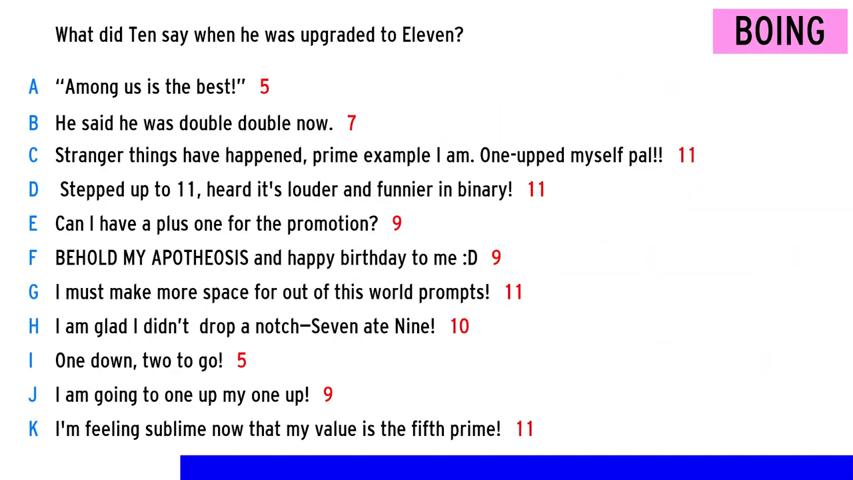 What did Ten say when he was upgraded to Eleven?
BOING
A “Among us is the best!” 5
B He said he was double double now. 7
C Stranger things have happened, prime example I am. One-upped myself pal!! 11
D Stepped up to 11, heard it's louder and funnier in binary! 11
E Can I have a plus one for the promotion? 9
F BEHOLD MY APOTHEOSIS and happy birthday to me :D 9
G I must make more space for out of this world prompts! 11
H I am glad I didn’t drop a notch—Seven ate Nine! 10
I One down, two to go! 5
J I am going to one up my one up! 9
K I'm feeling sublime now that my value is the fifth prime! 11